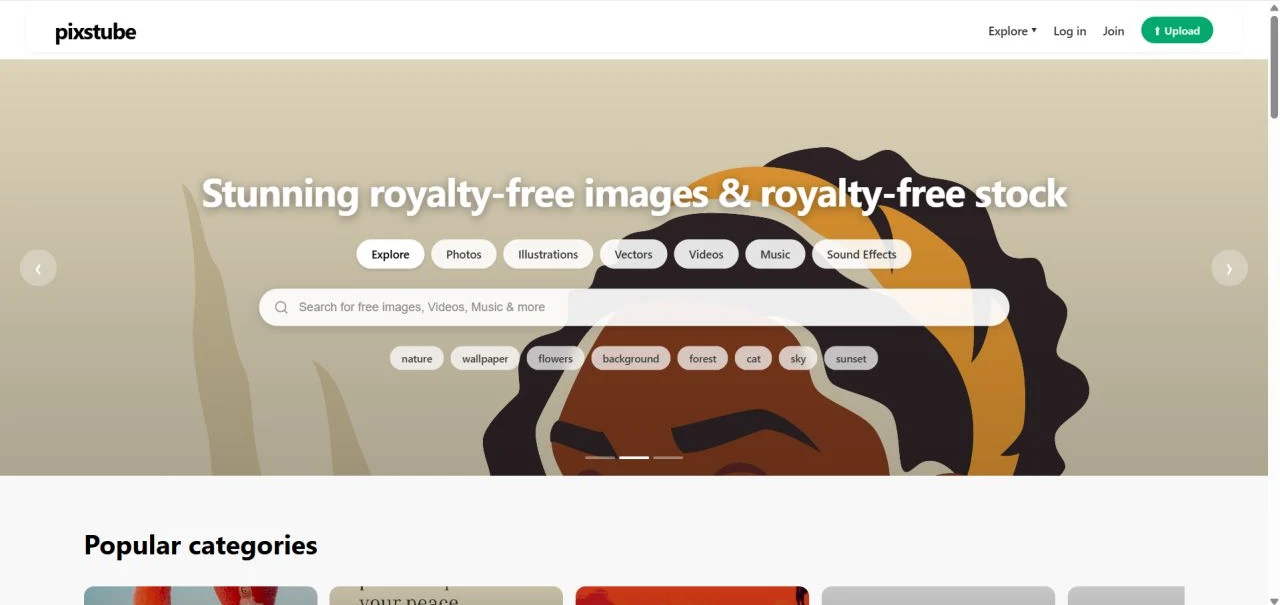 pixstube
Explore ▾ Log in Join ⬆ Upload
Stunning royalty-free images & royalty-free stock
Explore Photos Illustrations Vectors Videos Music Sound Effects
Search for free images, Videos, Music & more
nature wallpaper flowers background forest cat sky sunset
Popular categories
your peace